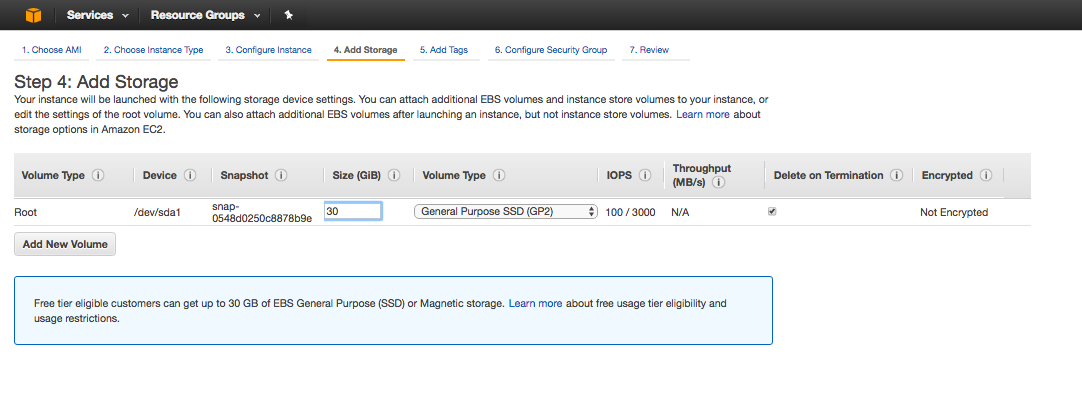 Services Resource Groups
1. Choose AMI 2. Choose Instance Type 3. Configure Instance 4. Add Storage 5. Add Tags 6. Configure Security Group 7. Review
Step 4: Add Storage
Your instance will be launched with the following storage device settings. You can attach additional EBS volumes and instance store volumes to your instance, or
edit the settings of the root volume. You can also attach additional EBS volumes after launching an instance, but not instance store volumes. Learn more about
storage options in Amazon EC2.
Volume Type i Device i Snapshot i Size (GiB) i Volume Type i IOPS i Throughput (MB/s) i Delete on Termination i Encrypted i
Root /dev/sda1 snap-0548d0250c8878b9e 30 General Purpose SSD (GP2) 100 / 3000 N/A Not Encrypted
Add New Volume
Free tier eligible customers can get up to 30 GB of EBS General Purpose (SSD) or Magnetic storage. Learn more about free usage tier eligibility and
usage restrictions.